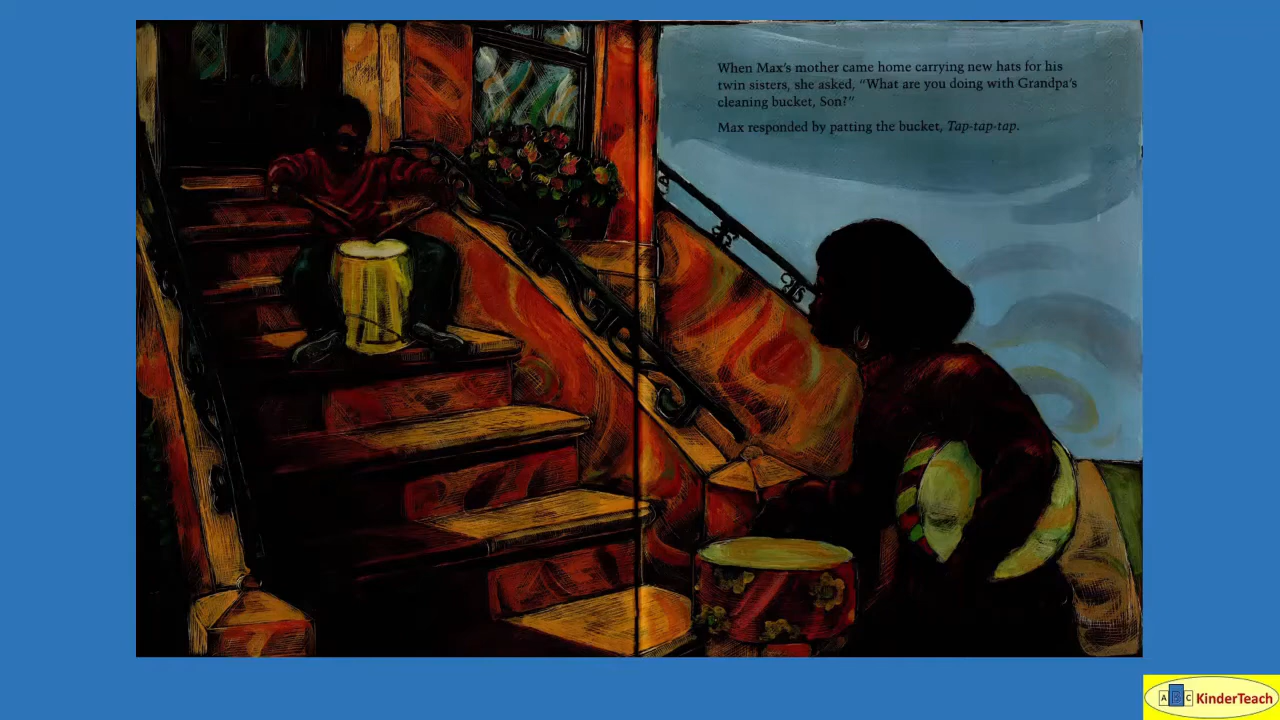 When Max's mother came home carrying new hats for his
twin sisters, she asked, "What are you doing with Grandpa's
cleaning bucket, Son?"
Max responded by patting the bucket, Tap-tap-tap.
ABC KinderTeach